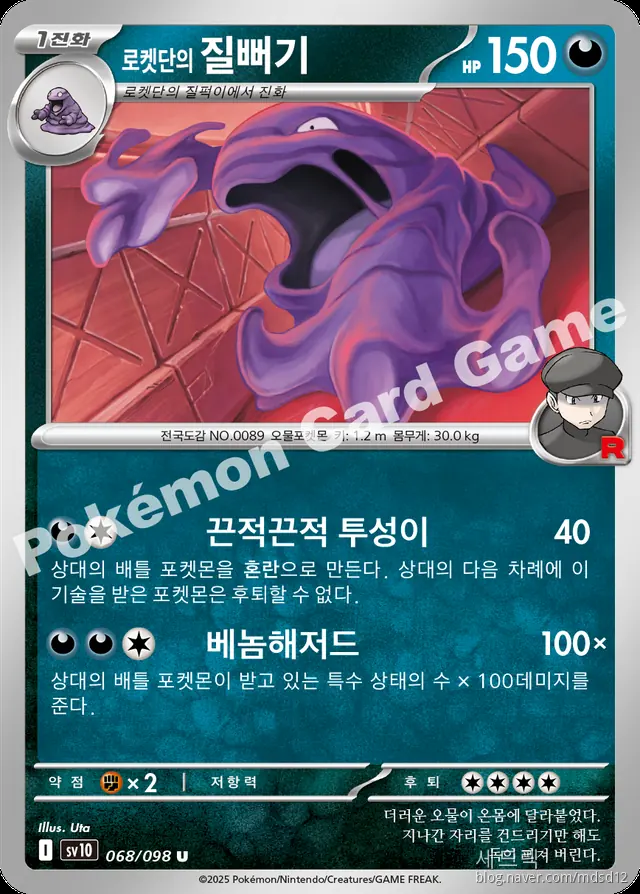 1진화
로켓단의 질뻐기
HP 150
로켓단의 질퍽이에서 진화
Pokémon Card Game
R
전국도감 NO.0089 오물포켓몬 키: 1.2 m 몸무게: 30.0 kg
끈적끈적 투성이 40
상대의 배틀 포켓몬을 혼란으로 만든다. 상대의 다음 차례에 이
기술을 받은 포켓몬은 후퇴할 수 없다.
베놈해저드 100×
상대의 배틀 포켓몬이 받고 있는 특수 상태의 수 × 100데미지를
준다.
약점 ×2 저항력 후퇴
더러운 오물이 온몸에 달라붙었다.
지나간 자리를 건드리기만 해도
독이 퍼져 버린다.
Illus. Uta
I sv10 068/098 U
©2025 Pokémon/Nintendo/Creatures/GAME FREAK.
blog.naver.com/mdsd12